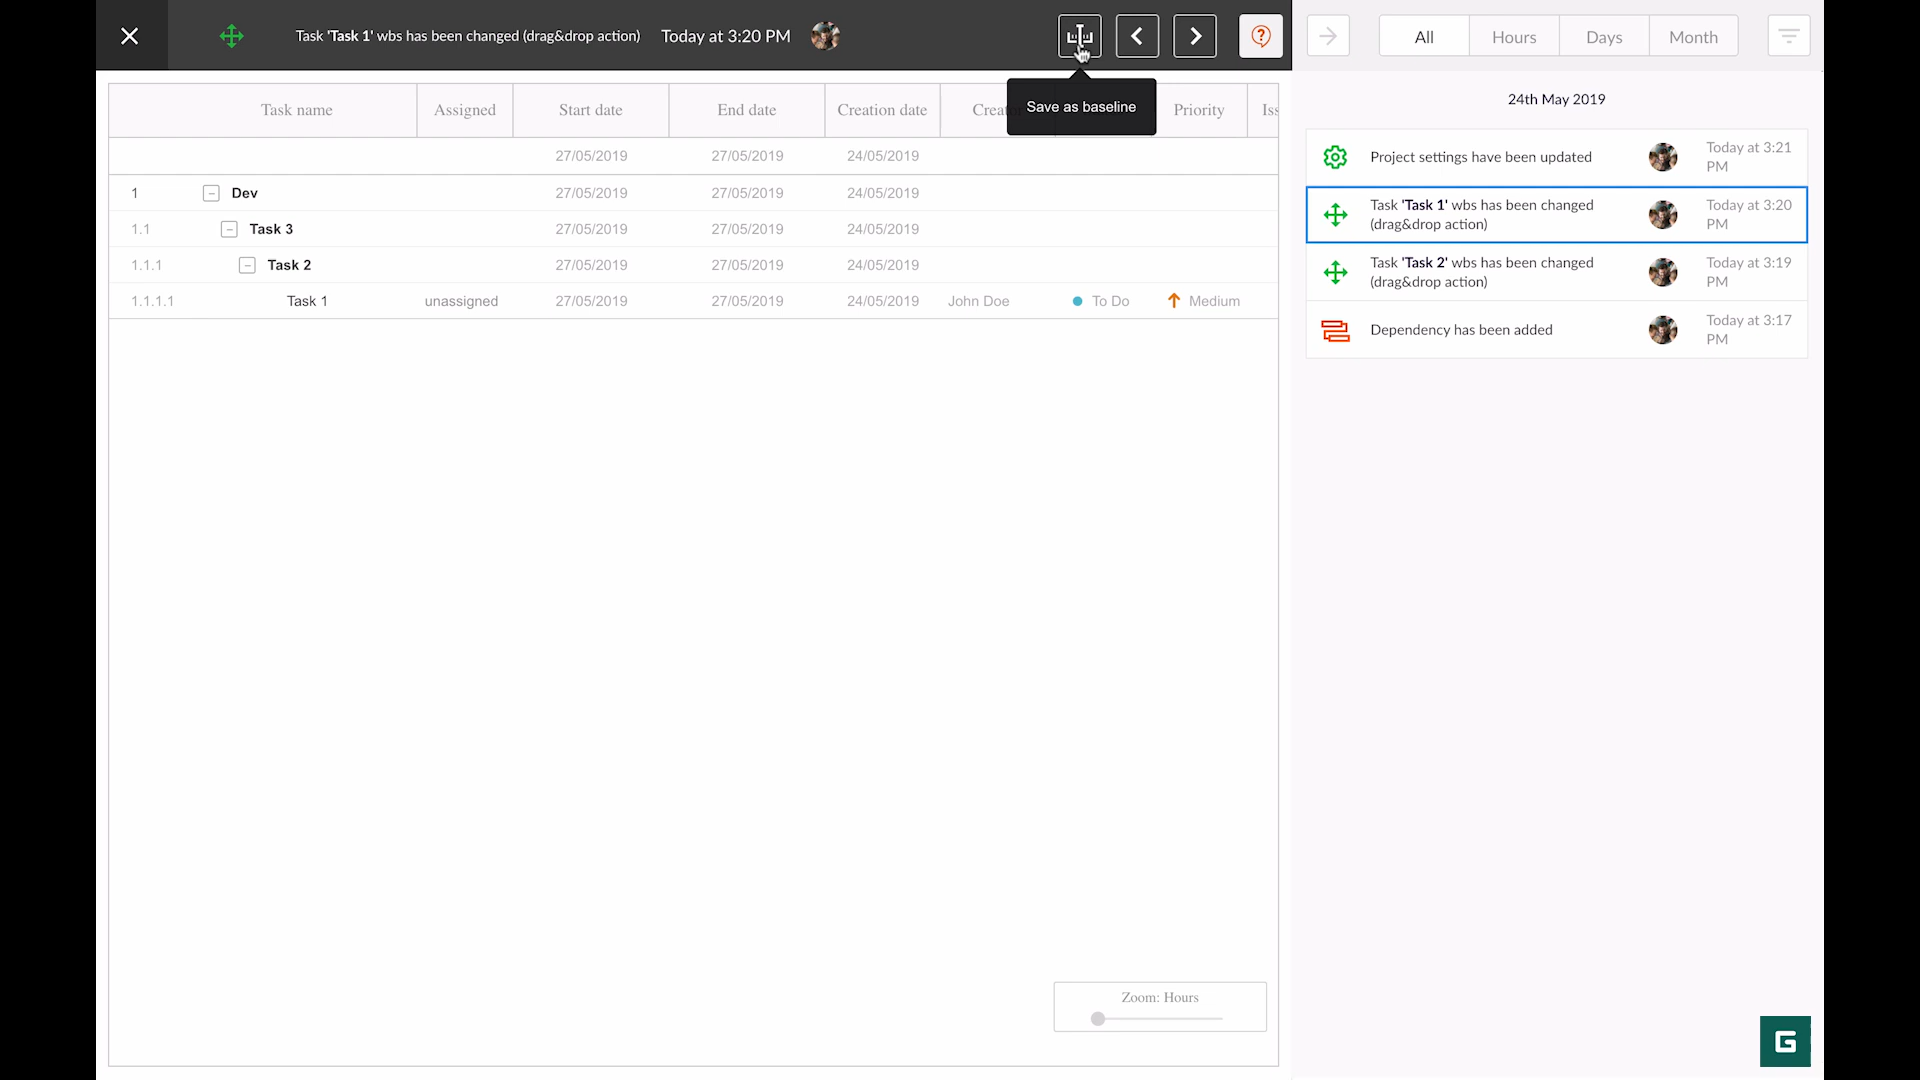 Task 'Task 1' wbs has been changed (drag&drop action) Today at 3:20 PM
All Hours Days Month
Save as baseline
24th May 2019
Task name Assigned Start date End date Creation date Priority
27/05/2019 27/05/2019 24/05/2019
1 Dev 27/05/2019 27/05/2019 24/05/2019
1.1 Task 3 27/05/2019 27/05/2019 24/05/2019
1.1.1 Task 2 27/05/2019 27/05/2019 24/05/2019
1.1.1.1 Task 1 unassigned 27/05/2019 27/05/2019 24/05/2019 John Doe To Do Medium
Project settings have been updated
Today at 3:21
PM
Task 'Task 1' wbs has been changed
(drag&drop action)
Today at 3:20
PM
Task 'Task 2' wbs has been changed
(drag&drop action)
Today at 3:19
PM
Dependency has been added
Today at 3:17
PM
Zoom: Hours
G